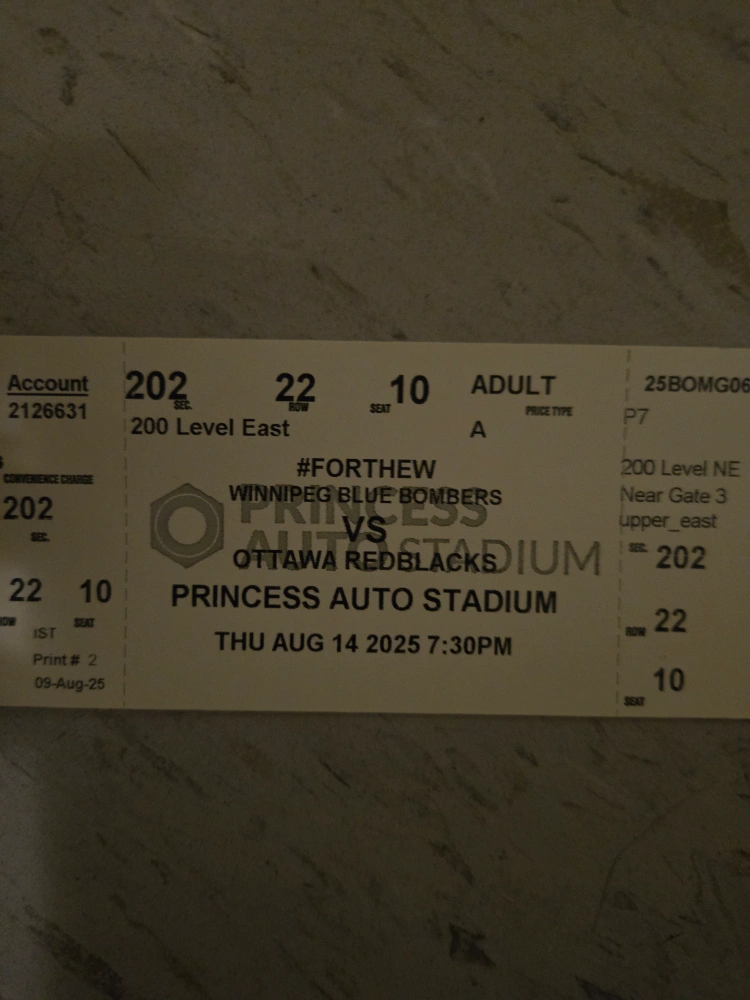 Account
2126631
CONVENIENCE CHARGE
202
SEC.
22 10
ROW SEAT
IST
Print # 2
09-Aug-25
202 22 10 ADULT
SEC. ROW SEAT PRICE TYPE
200 Level East A
#FORTHEW
WINNIPEG BLUE BOMBERS
VS
OTTAWA REDBLACKS
PRINCESS AUTO STADIUM
THU AUG 14 2025 7:30PM
PRINCESS
AUTO STADIUM
25BOMG06
P7
200 Level NE
Near Gate 3
upper_east
SEC. 202
ROW 22
10
SEAT